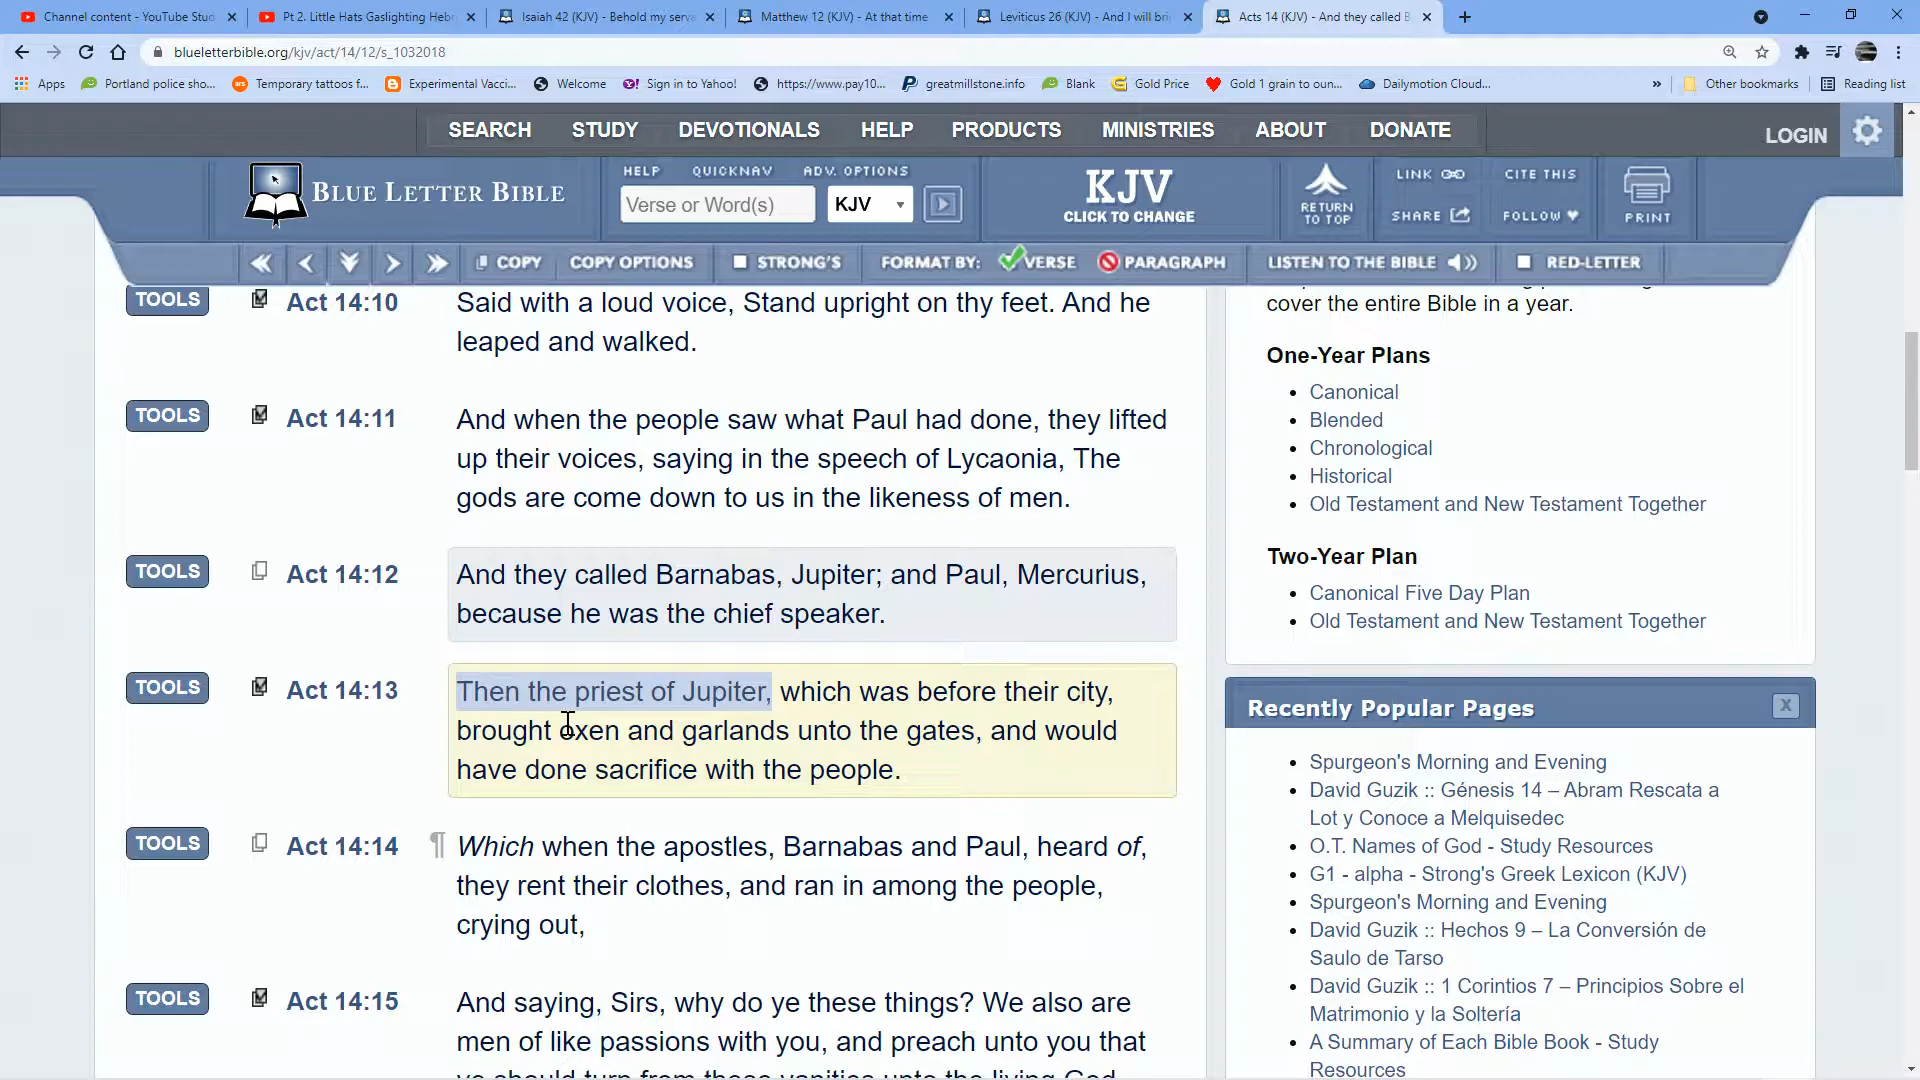 Channel content - YouTube Stud
Pt 2. Little Hats Gaslighting Heb
Isaiah 42 (KJV) - Behold my serva
Matthew 12 (KJV) - At that time
Leviticus 26 (KJV) - And I will bri
Acts 14 (KJV) - And they called B
blueletterbible.org/kjv/act/14/12/s_1032018
Apps
Portland police sho...
Temporary tattoos f...
Experimental Vacci...
Welcome
Sign in to Yahoo!
https://www.pay10...
greatmillstone.info
Blank
Gold Price
Gold 1 grain to oun...
Dailymotion Cloud...
»
Other bookmarks
Reading list
SEARCH STUDY DEVOTIONALS HELP PRODUCTS MINISTRIES ABOUT DONATE
LOGIN
BLUE LETTER BIBLE
HELP QUICKNAV ADV. OPTIONS
Verse or Word(s)
KJV
KJV
CLICK TO CHANGE
RETURN
TO TOP
LINK
CITE THIS
SHARE
FOLLOW
PRINT
COPY
COPY OPTIONS
STRONG'S
FORMAT BY: VERSE PARAGRAPH
LISTEN TO THE BIBLE
RED-LETTER
TOOLS
Act 14:10
Said with a loud voice, Stand upright on thy feet. And he
leaped and walked.
TOOLS
Act 14:11
And when the people saw what Paul had done, they lifted
up their voices, saying in the speech of Lycaonia, The
gods are come down to us in the likeness of men.
TOOLS
Act 14:12
And they called Barnabas, Jupiter; and Paul, Mercurius,
because he was the chief speaker.
TOOLS
Act 14:13
Then the priest of Jupiter, which was before their city,
brought oxen and garlands unto the gates, and would
have done sacrifice with the people.
TOOLS
Act 14:14
¶ Which when the apostles, Barnabas and Paul, heard of,
they rent their clothes, and ran in among the people,
crying out,
TOOLS
Act 14:15
And saying, Sirs, why do ye these things? We also are
men of like passions with you, and preach unto you that
ye should turn from these vanities unto the living God,
cover the entire Bible in a year.
One-Year Plans
Canonical
Blended
Chronological
Historical
Old Testament and New Testament Together
Two-Year Plan
Canonical Five Day Plan
Old Testament and New Testament Together
Recently Popular Pages
X
Spurgeon's Morning and Evening
David Guzik :: Génesis 14 – Abram Rescata a
Lot y Conoce a Melquisedec
O.T. Names of God - Study Resources
G1 - alpha - Strong's Greek Lexicon (KJV)
Spurgeon's Morning and Evening
David Guzik :: Hechos 9 – La Conversión de
Saulo de Tarso
David Guzik :: 1 Corintios 7 – Principios Sobre el
Matrimonio y la Soltería
A Summary of Each Bible Book - Study
Resources